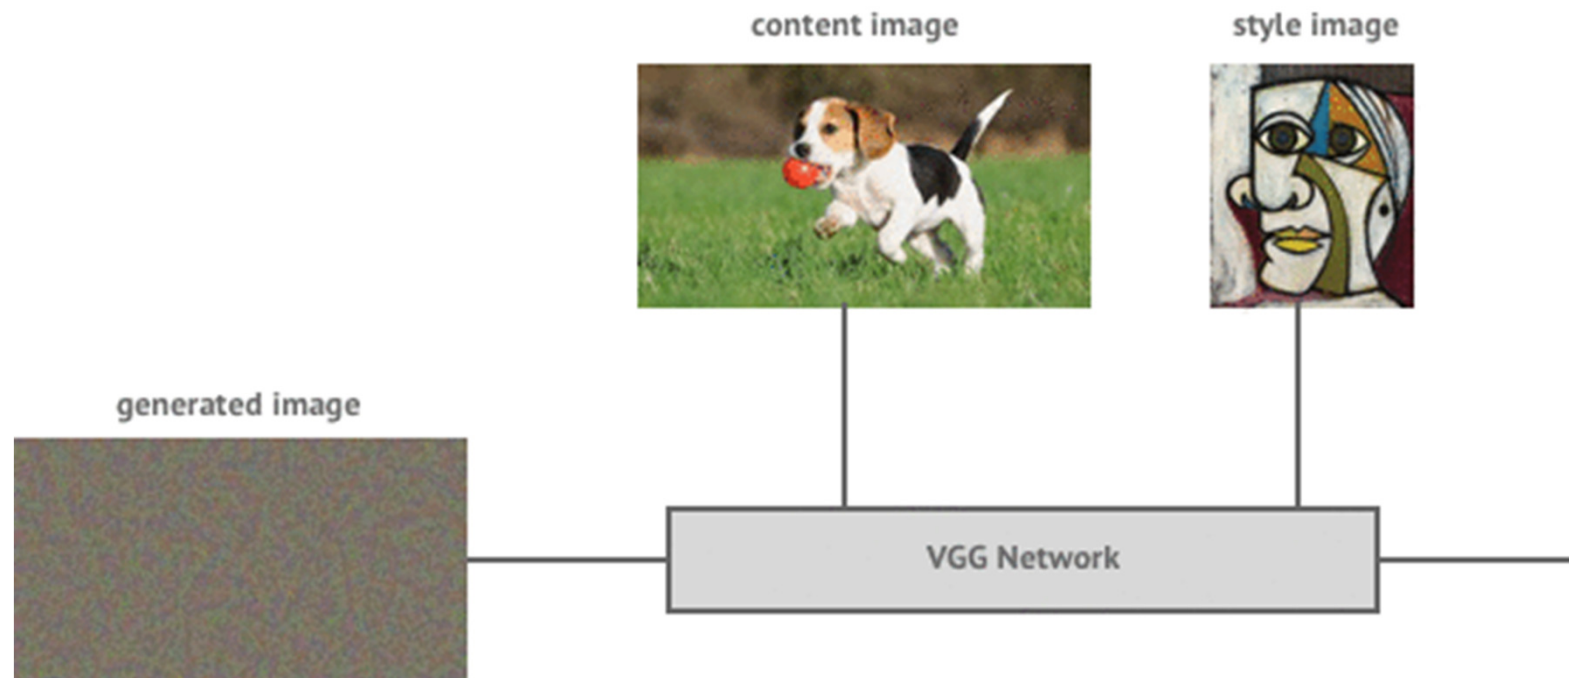 content image
style image
generated image
VGG Network